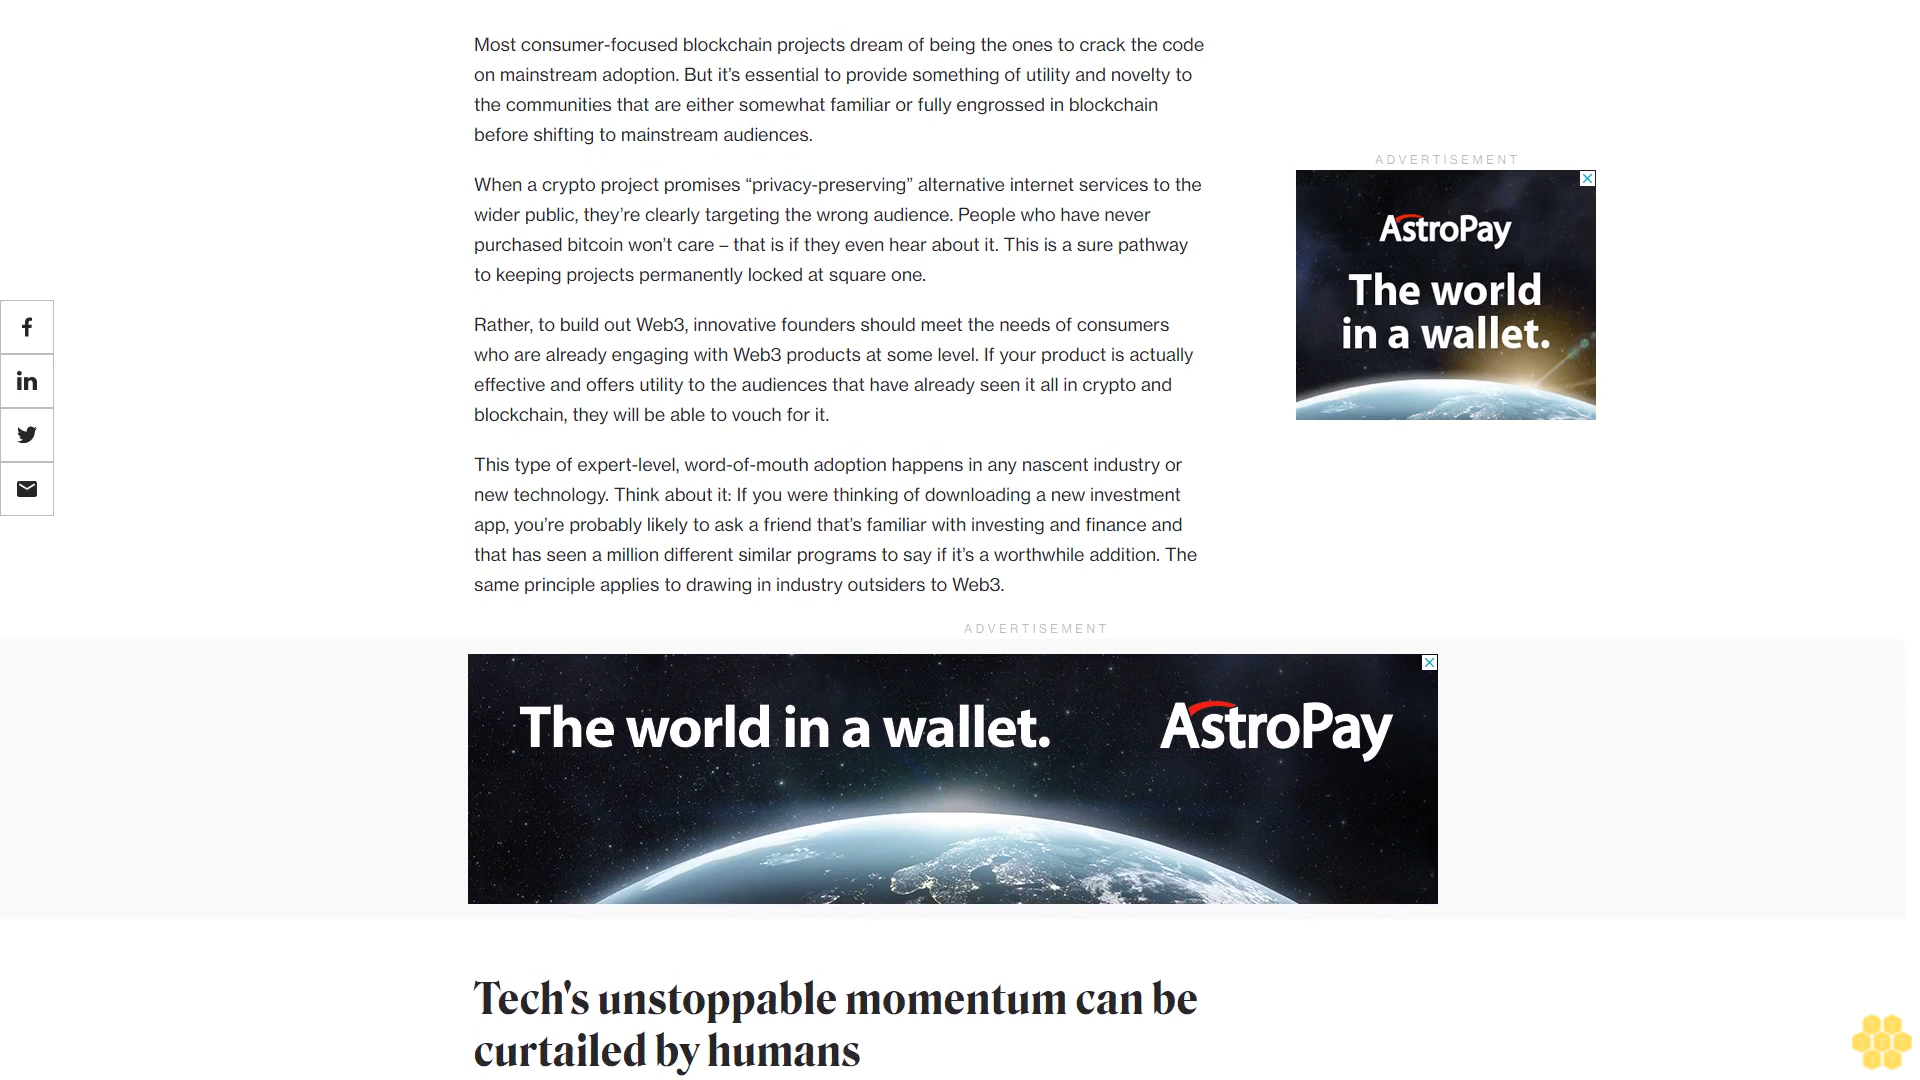 Most consumer-focused blockchain projects dream of being the ones to crack the code
on mainstream adoption. But it’s essential to provide something of utility and novelty to
the communities that are either somewhat familiar or fully engrossed in blockchain
before shifting to mainstream audiences.
When a crypto project promises “privacy-preserving” alternative internet services to the
wider public, they’re clearly targeting the wrong audience. People who have never
purchased bitcoin won’t care – that is if they even hear about it. This is a sure pathway
to keeping projects permanently locked at square one.
Rather, to build out Web3, innovative founders should meet the needs of consumers
who are already engaging with Web3 products at some level. If your product is actually
effective and offers utility to the audiences that have already seen it all in crypto and
blockchain, they will be able to vouch for it.
This type of expert-level, word-of-mouth adoption happens in any nascent industry or
new technology. Think about it: If you were thinking of downloading a new investment
app, you’re probably likely to ask a friend that’s familiar with investing and finance and
that has seen a million different similar programs to say if it’s a worthwhile addition. The
same principle applies to drawing in industry outsiders to Web3.
ADVERTISEMENT
AstroPay
The world
in a wallet.
ADVERTISEMENT
The world in a wallet.
AstroPay
Tech's unstoppable momentum can be
curtailed by humans